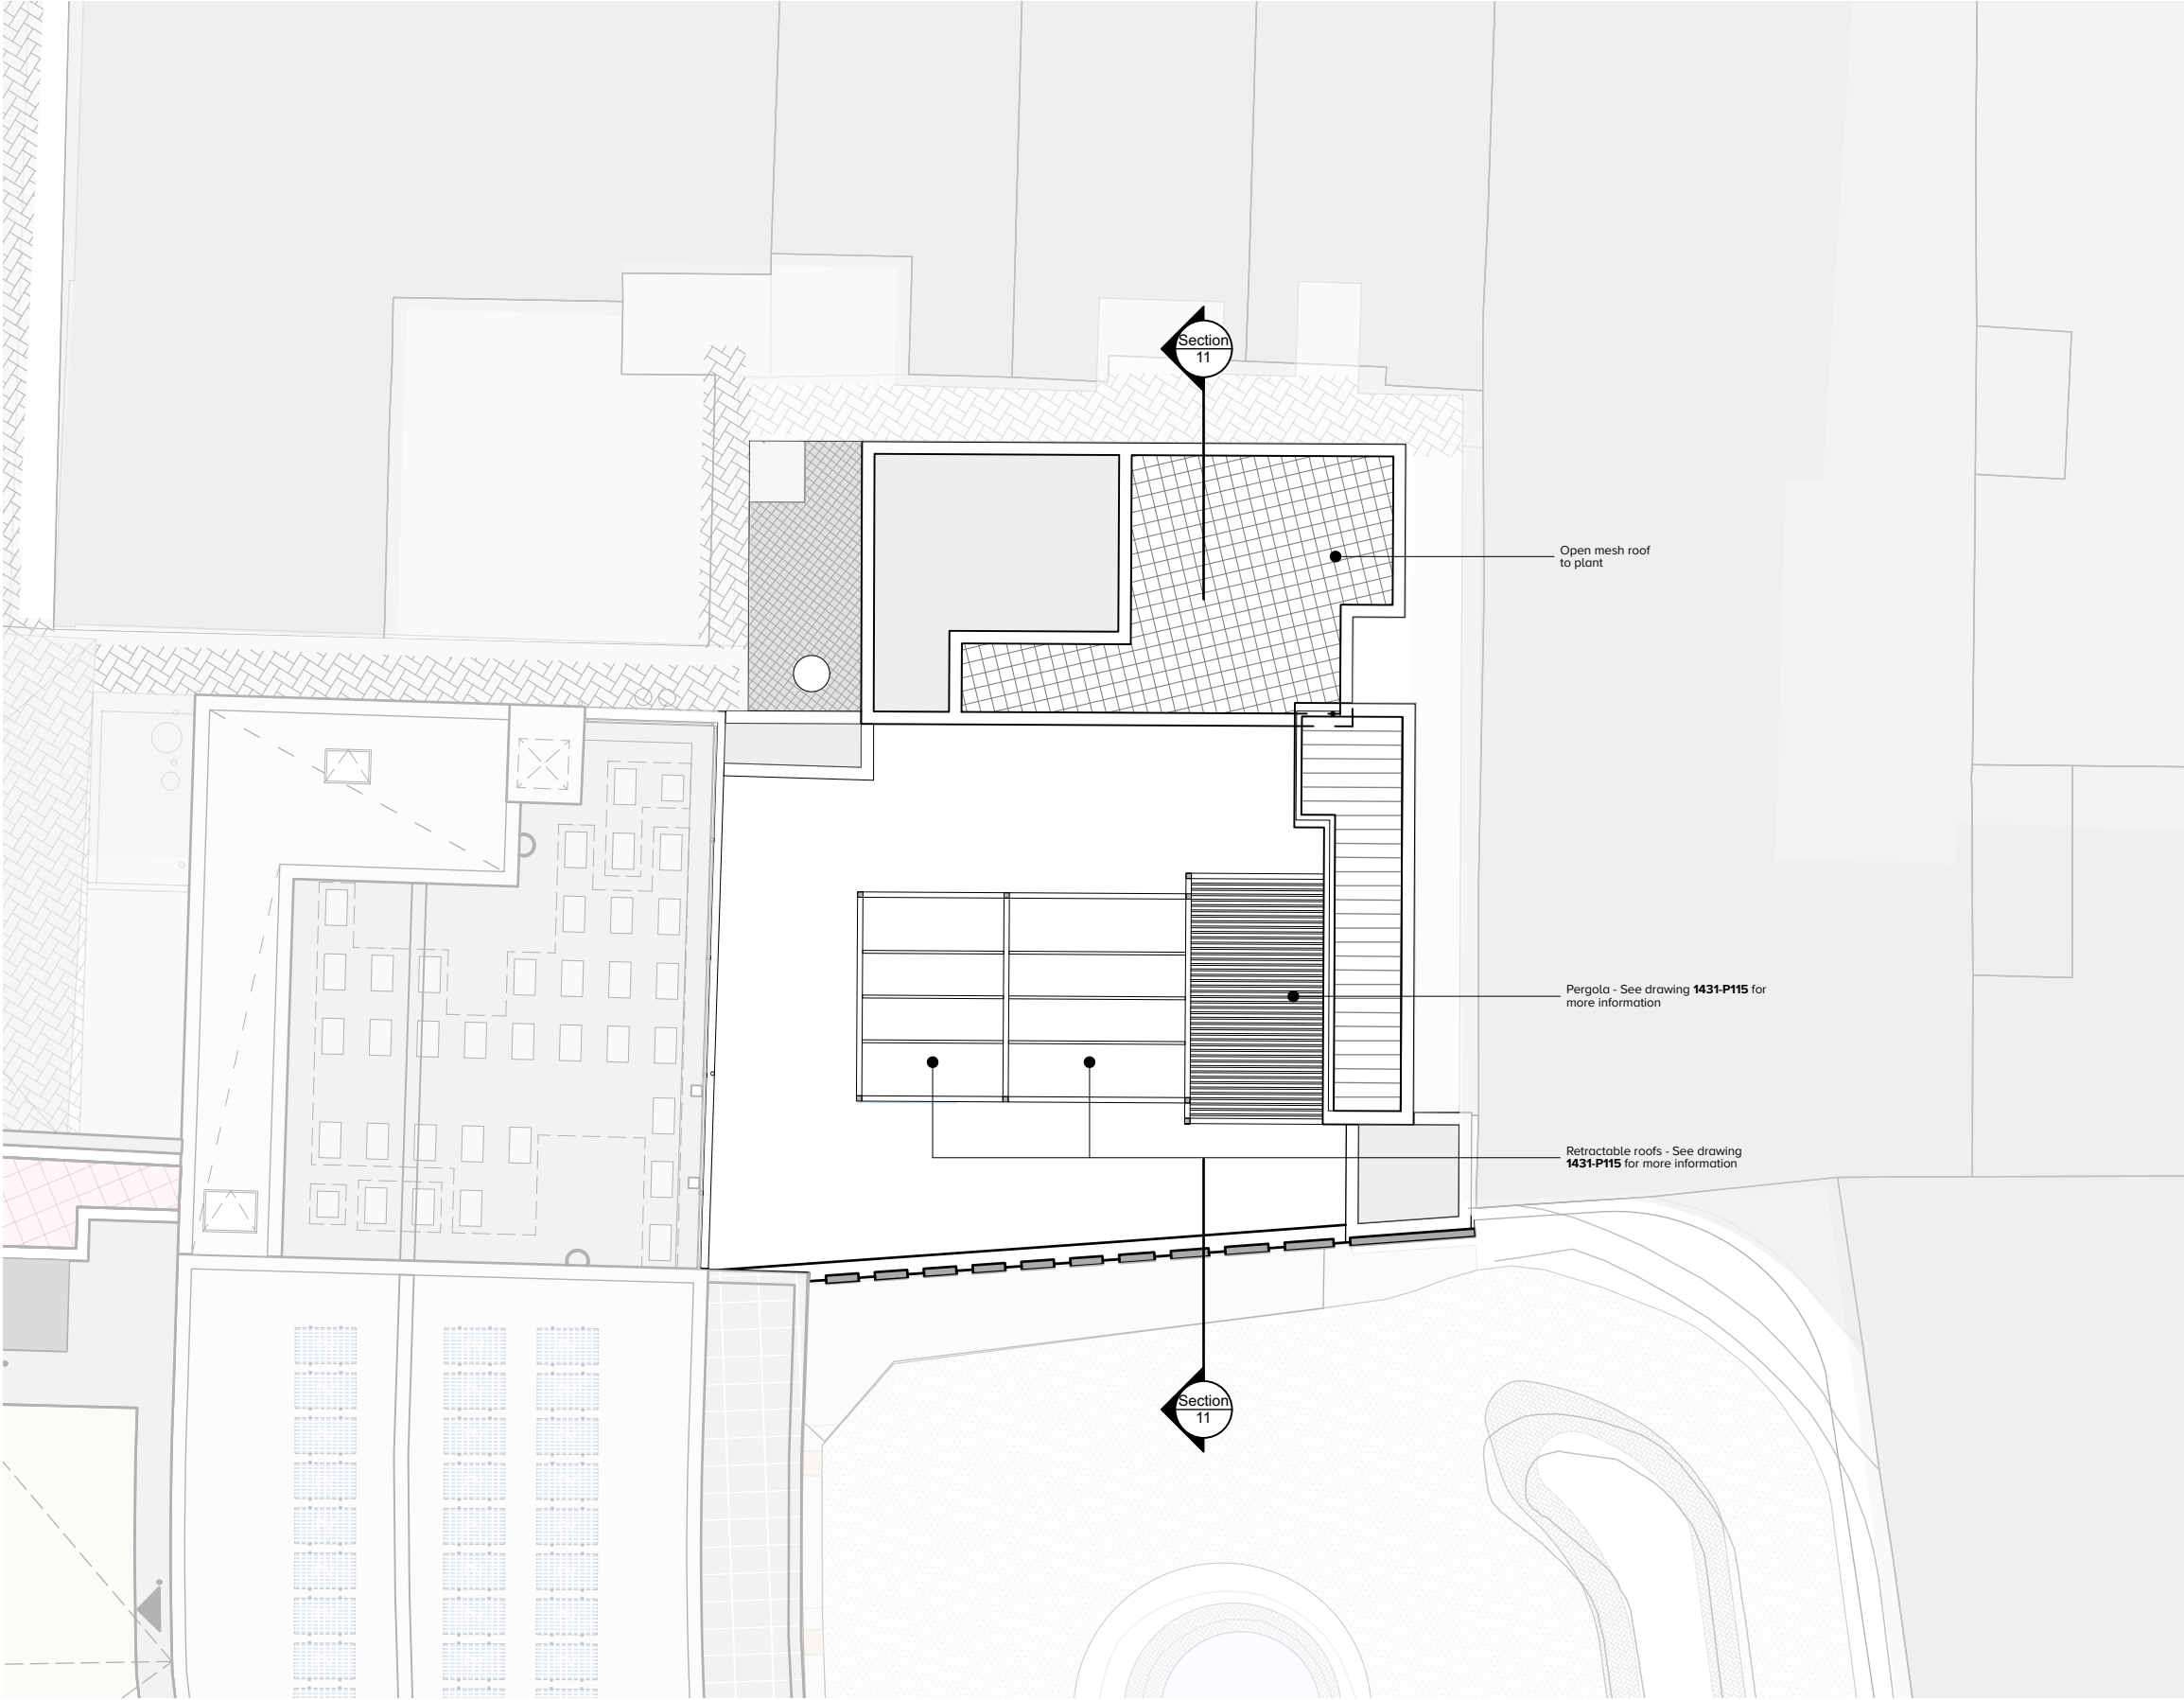 Section
11
Open mesh roof
to plant
Pergola - See drawing 1431-P115 for
more information
Retractable roofs - See drawing
1431-P115 for more information
Section
11